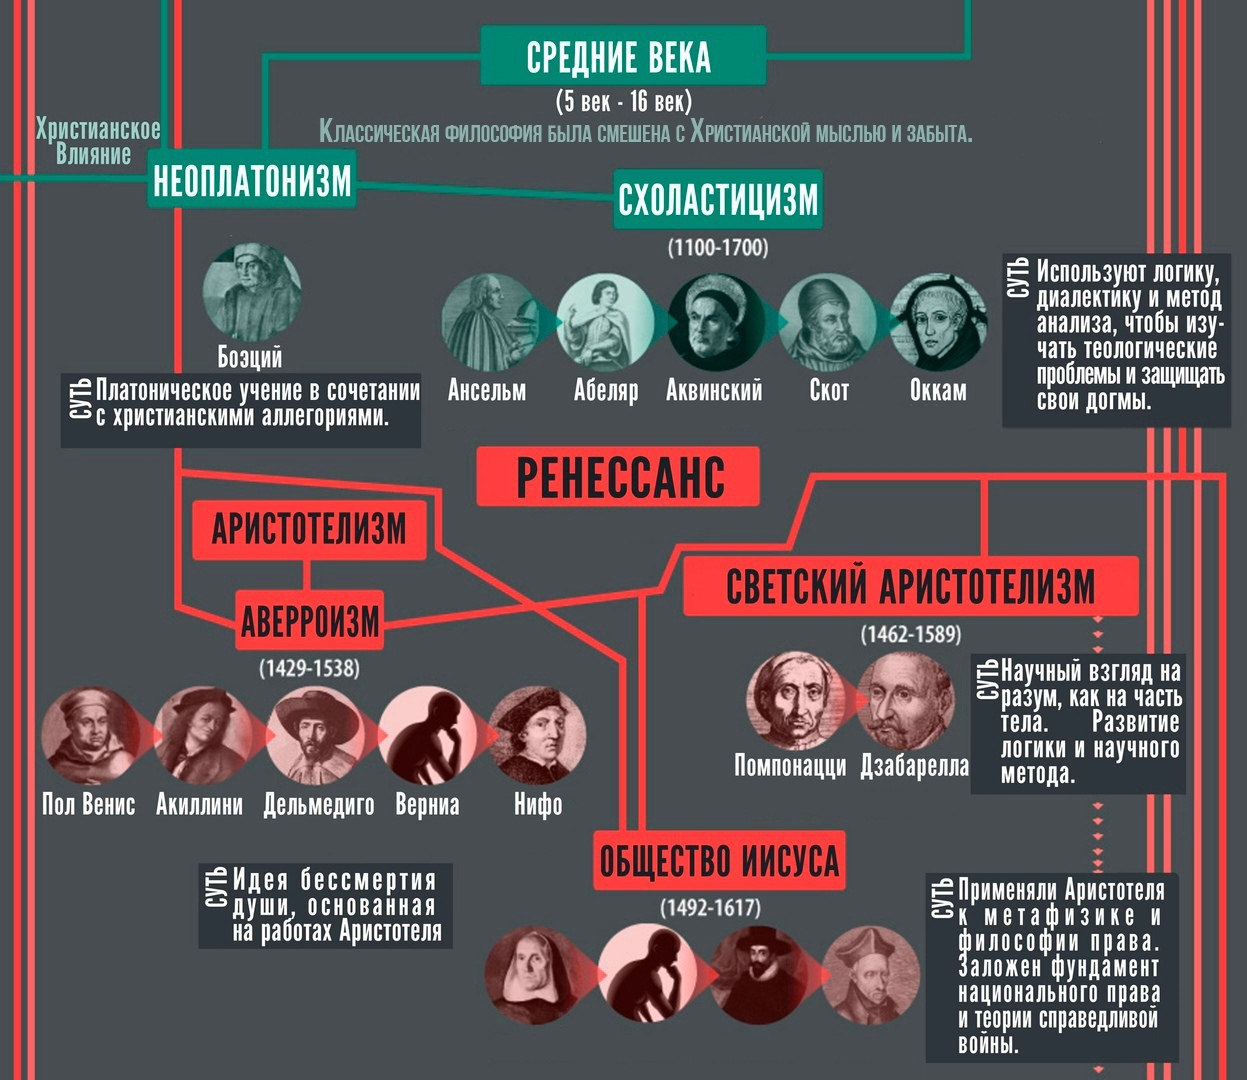 СРЕДНИЕ ВЕКА
(5 век - 16 век)
Классическая философия была смешена с Христианской мыслью и забыта.
Христианское
Влияние
НЕОПЛАТОНИЗМ
СХОЛАСТИЦИЗМ
(1100-1700)
Боэций
СУТЬ
Платоническое учение в сочетании
с христианскими аллегориями.
Ансельм
Абеляр
Аквинский
Скот
Оккам
СУТЬ
Используют логику,
диалектику и метод
анализа, чтобы изу-
чать теологические
проблемы и защищать
свои догмы.
РЕНЕССАНС
АРИСТОТЕЛИЗМ
АВЕРРОИЗМ
(1429-1538)
Пол Венис
Акиллини
Дельмедиго
Верниа
Нифо
СУТЬ
Идея бессмертия
души, основанная
на работах Аристотеля
СВЕТСКИЙ АРИСТОТЕЛИЗМ
(1462-1589)
Помпонацци
Дзабарелла
СУТЬ
Научный взгляд на
разум, как на часть
тела. Развитие
логики и научного
метода.
ОБЩЕСТВО ИИСУСА
(1492-1617)
СУТЬ
Применяли Аристотеля
к метафизике и
философии права.
Заложен фундамент
национального права
и теории справедливой
войны.